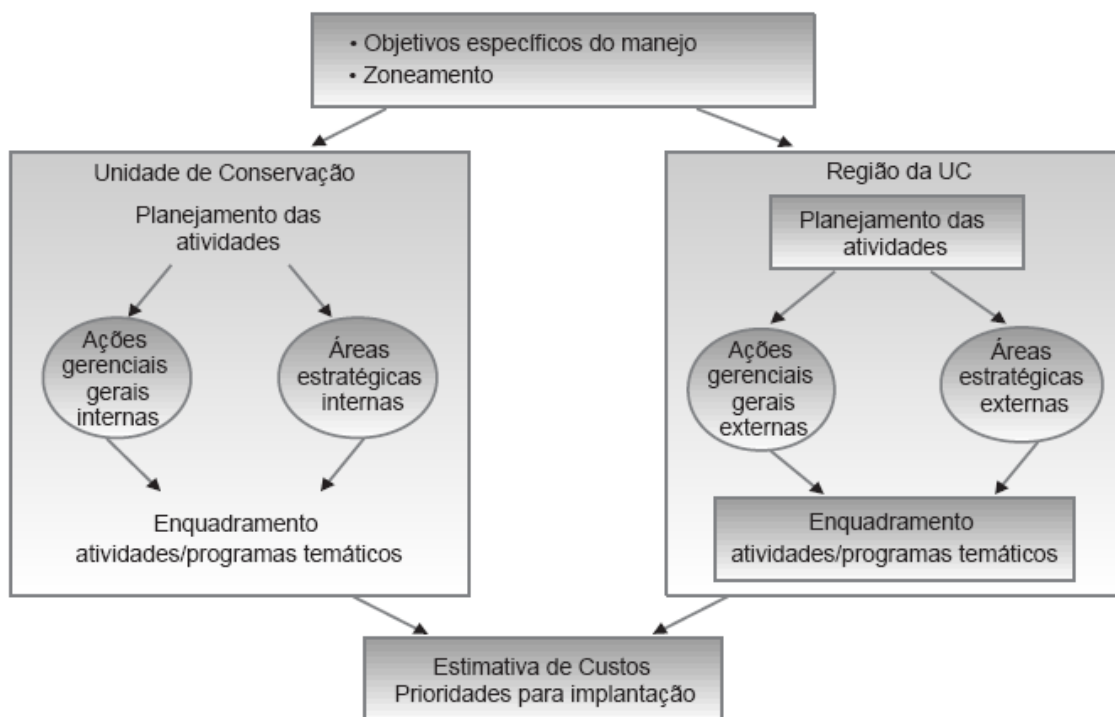 • Objetivos específicos do manejo
• Zoneamento
Unidade de Conservação
Planejamento das
atividades
Ações
gerenciais
gerais
internas
Áreas
estratégicas
internas
Enquadramento
atividades/programas temáticos
Região da UC
Planejamento das
atividades
Ações
gerenciais
gerais
externas
Áreas
estratégicas
externas
Enquadramento
atividades/programas temáticos
Estimativa de Custos
Prioridades para implantação